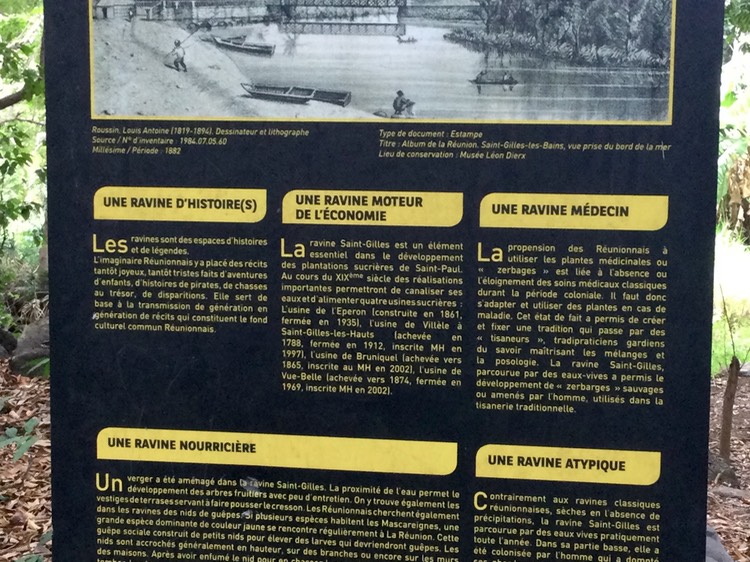 Roussin, Louis Antoine (1819-1894), Dessinateur et lithographe
Source / N° d'inventaire : 1984.07.05.60
Millésime / Période : 1882
Type de document : Estampe
Titre : Album de la Réunion. Saint-Gilles-les-Bains, vue prise du bord de la mer
Lieu de conservation : Musée Léon Dierx
UNE RAVINE D'HISTOIRE(S)
Les ravines sont des espaces d'histoires
et de légendes.
L'imaginaire Réunionnais y a placé des récits
tantôt joyeux, tantôt tristes faits d'aventures
d'enfants, d'histoires de pirates, de chasses
au trésor, de disparitions. Elle sert de
base à la transmission de génération en
génération de récits qui constituent le fond
culturel commun Réunionnais.
UNE RAVINE MOTEUR
DE L'ÉCONOMIE
La ravine Saint-Gilles est un élément
essentiel dans le développement
des plantations sucrières de Saint-Paul.
Au cours du XIXème siècle des réalisations
importantes permettront de canaliser ses
eaux et d'alimenter quatre usines sucrières :
L'usine de l'Eperon (construite en 1861,
fermée en 1935), l'usine de Villèle à
Saint-Gilles-les-Hauts (achevée en
1788, fermée en 1912, inscrite MH en
1997), l'usine de Bruniquel (achevée vers
1865, inscrite au MH en 2002), l'usine de
Vue-Belle (achevée vers 1874, fermée en
1969, inscrite MH en 2002).
UNE RAVINE MÉDECIN
La propension des Réunionnais à
utiliser les plantes médicinales ou
« zerbages » est liée à l'absence ou
l'éloignement des soins médicaux classiques
durant la période coloniale. Il faut donc
s'adapter et utiliser des plantes en cas de
maladie. Cet état de fait a permis de créer
et fixer une tradition qui passe par des
« tisaneurs », tradipraticiens gardiens
du savoir maîtrisant les mélanges et
la posologie. La ravine Saint-Gilles,
parcourue par des eaux-vives a permis le
développement de « zerbages » sauvages
ou amenés par l'homme, utilisés dans la
tisanerie traditionnelle.
UNE RAVINE NOURRICIÈRE
Un verger a été aménagé dans la ravine Saint-Gilles. La proximité de l'eau permet le
développement des arbres fruitiers avec peu d'entretien. On y trouve également les
vestiges de terrasses servant à faire pousser le cresson. Les Réunionnais cherchent également
dans les ravines des nids de guêpes si plusieurs espèces habitent les Mascareignes, une
grande espèce dominante de couleur jaune se rencontre régulièrement à La Réunion. Cette
guêpe sociale construit de petits nids pour élever des larves qui deviendront guêpes. Les
nids sont accrochés généralement en hauteur, sur des branches ou encore sur les murs
des maisons. Après avoir enfumé le nid pour en
UNE RAVINE ATYPIQUE
Contrairement aux ravines classiques
réunionnaises, sèches en l'absence de
précipitations, la ravine Saint-Gilles est
parcourue par des eaux vives pratiquement
toute l'année. Dans sa partie basse, elle a
été colonisée par l'homme qui a dompté